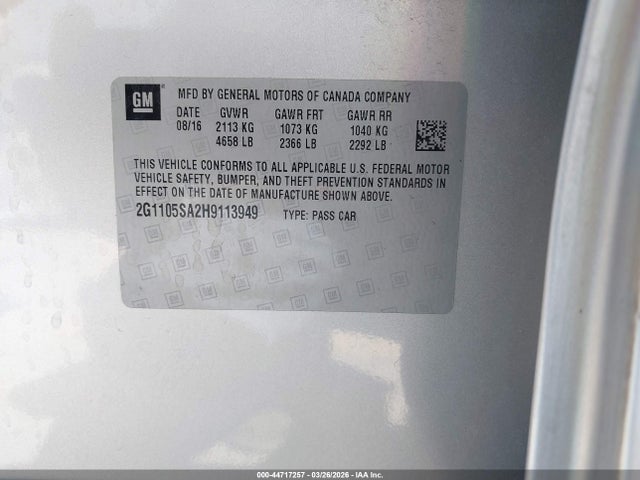 GM
MFD BY GENERAL MOTORS OF CANADA COMPANY
DATE GVWR GAWR FRT GAWR RR
08/16 2113 KG 1073 KG 1040 KG
4658 LB 2366 LB 2292 LB
THIS VEHICLE CONFORMS TO ALL APPLICABLE U.S. FEDERAL MOTOR
VEHICLE SAFETY, BUMPER, AND THEFT PREVENTION STANDARDS IN
EFFECT ON THE DATE OF MANUFACTURE SHOWN ABOVE.
2G1105SA2H9113949 TYPE: PASS CAR
000-44717257 | 03/26/2026 | IAA Inc.